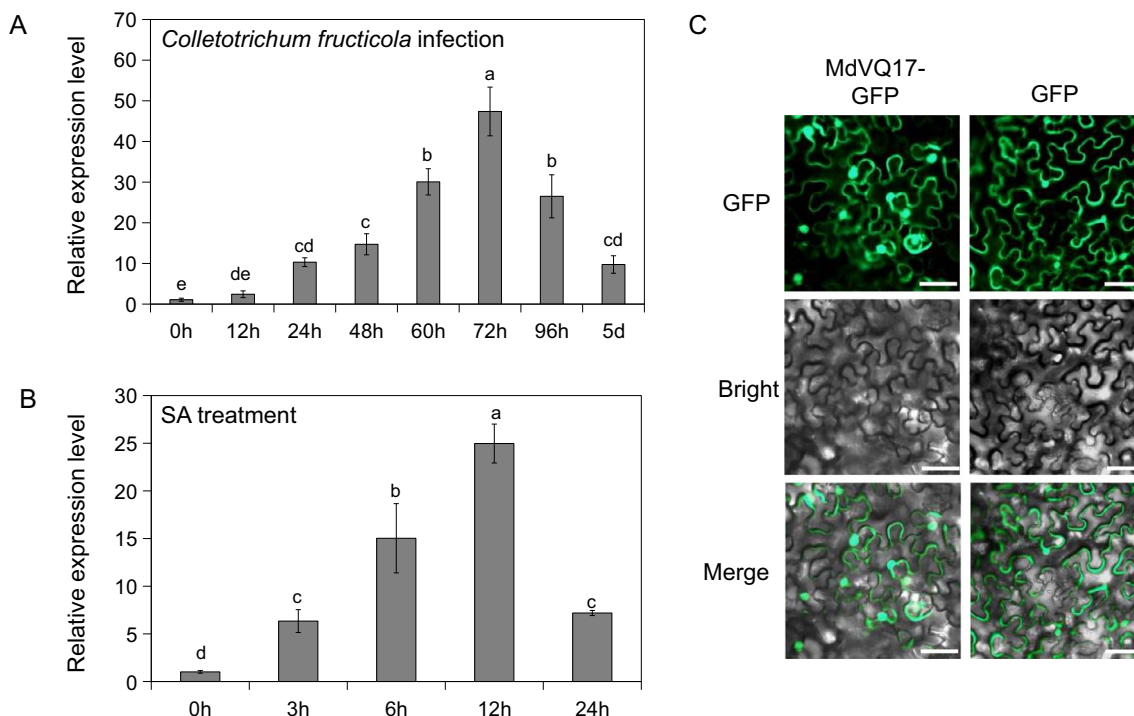 A
Relative expression level
70
60
50
40
30
20
10
0
Colletotrichum fructicola infection
e
de
cd
c
b
a
b
cd
0h 12h 24h 48h 60h 72h 96h 5d
B
Relative expression level
30
25
20
15
10
5
0
SA treatment
d
c
b
a
c
0h 3h 6h 12h 24h
C
MdVQ17-
GFP
GFP
GFP
Bright
Merge